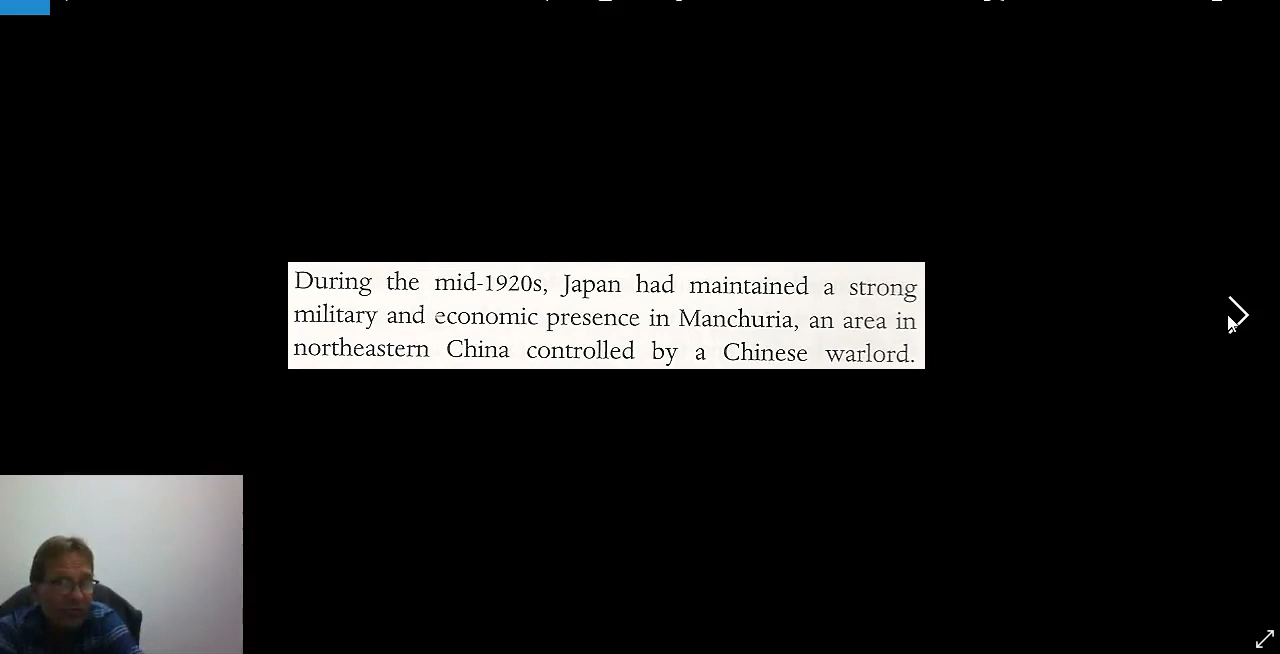 During the mid-1920s, Japan had maintained a strong
military and economic presence in Manchuria, an area in
northeastern China controlled by a Chinese warlord.